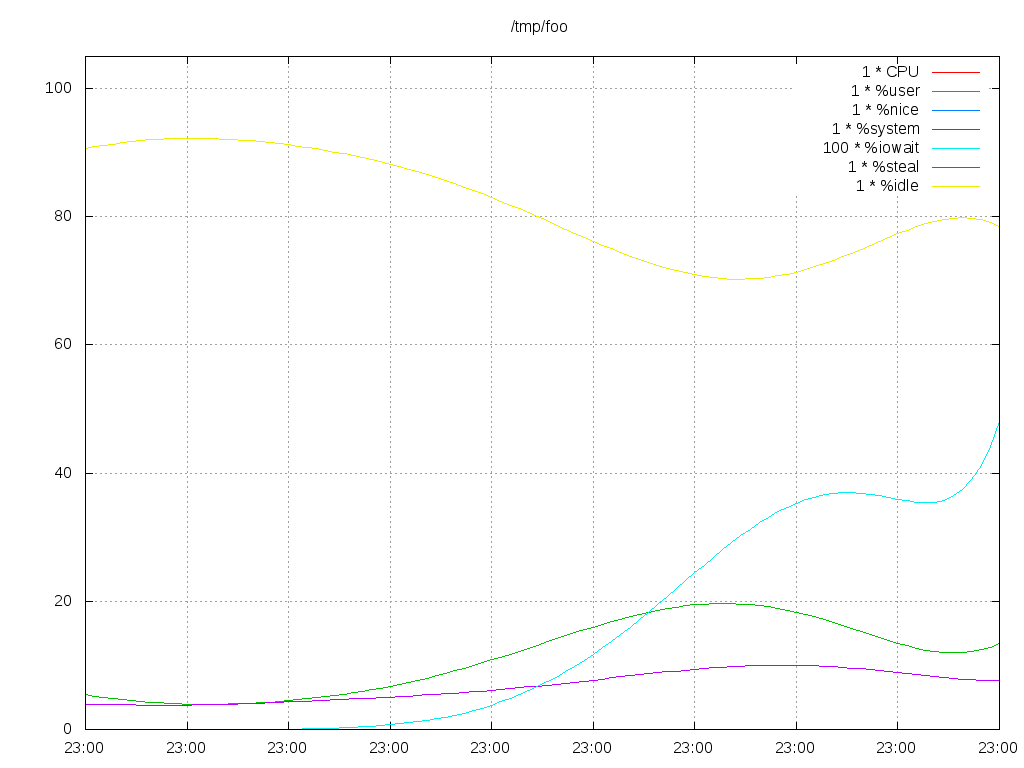 /tmp/foo
100
80
60
40
20
0
1 * CPU
1 * %user
1 * %nice
1 * %system
100 * %iowait
1 * %steal
1 * %idle
23:00 23:00 23:00 23:00 23:00 23:00 23:00 23:00 23:00 23:00